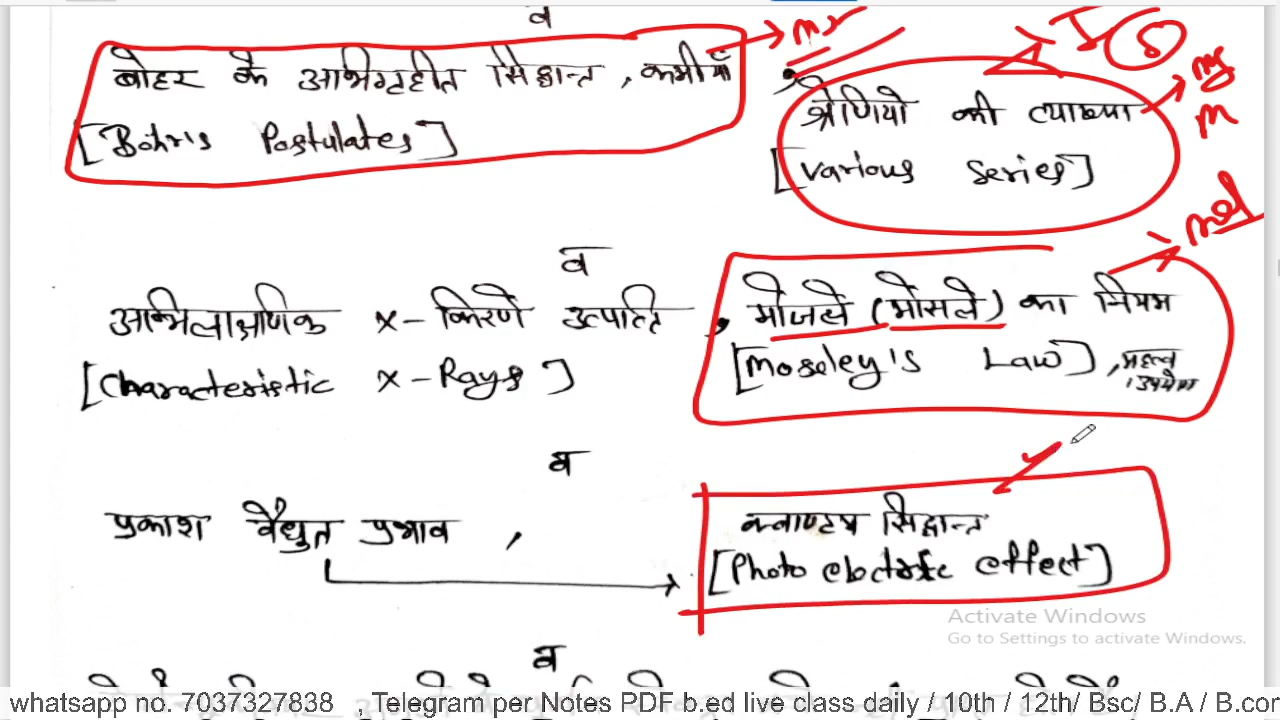 व
बोहर के अभिग्रहीत सिद्धान्त , कमीयाँ
[Bohr's Postulates]
श्रेणियो की व्याख्या
[various series]
व
अभिलाक्षणिक x-किरणे उत्पत्ति , मोजले (मोसले) का नियम
[Characteristic x-Rays] [Moseley's Law] , महत्व
व
प्रकाश वैधुत प्रभाव , क्वाण्टम सिद्धान्त
[Photo electric effect]
Activate Windows
Go to Settings to activate Windows.
व
whatsapp no. 7037327838 , Telegram per Notes PDF b.ed live class daily / 10th / 12th/ Bsc/ B.A / B.com